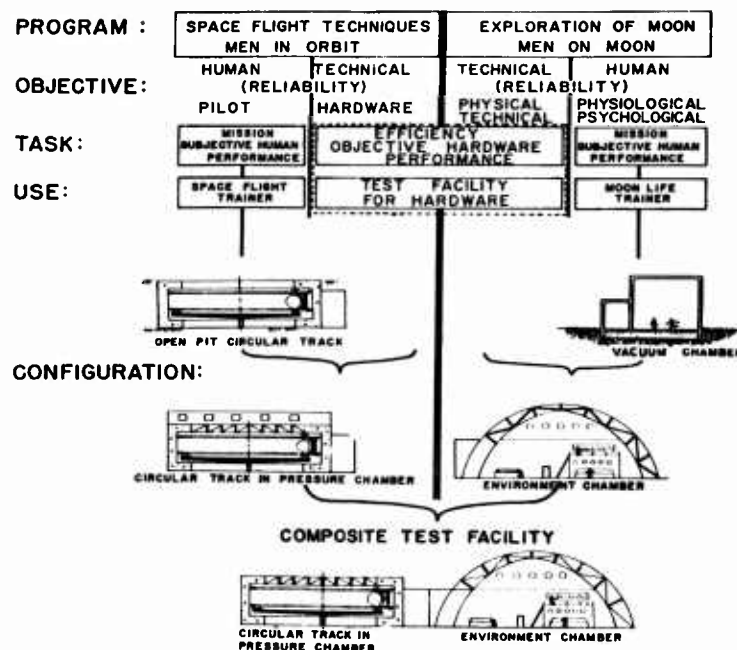 PROGRAM :
SPACE FLIGHT TECHNIQUES
MEN IN ORBIT
EXPLORATION OF MOON
MEN ON MOON
OBJECTIVE:
HUMAN
TECHNICAL
(RELIABILITY)
PILOT
HARDWARE
TECHNICAL
HUMAN
(RELIABILITY)
PHYSICAL
TECHNICAL
PHYSIOLOGICAL
PSYCHOLOGICAL
TASK:
MISSION
SUBJECTIVE HUMAN
PERFORMANCE
EFFICIENCY
OBJECTIVE HARDWARE
PERFORMANCE
MISSION
SUBJECTIVE HUMAN
PERFORMANCE
USE:
SPACE FLIGHT
TRAINER
TEST FACILITY
FOR HARDWARE
MOON LIFE
TRAINER
OPEN PIT CIRCULAR TRACK
VACUUM CHAMBER
CONFIGURATION:
CIRCULAR TRACK IN PRESSURE CHAMBER
ENVIRONMENT CHAMBER
COMPOSITE TEST FACILITY
CIRCULAR TRACK IN
PRESSURE CHAMBER
ENVIRONMENT CHAMBER